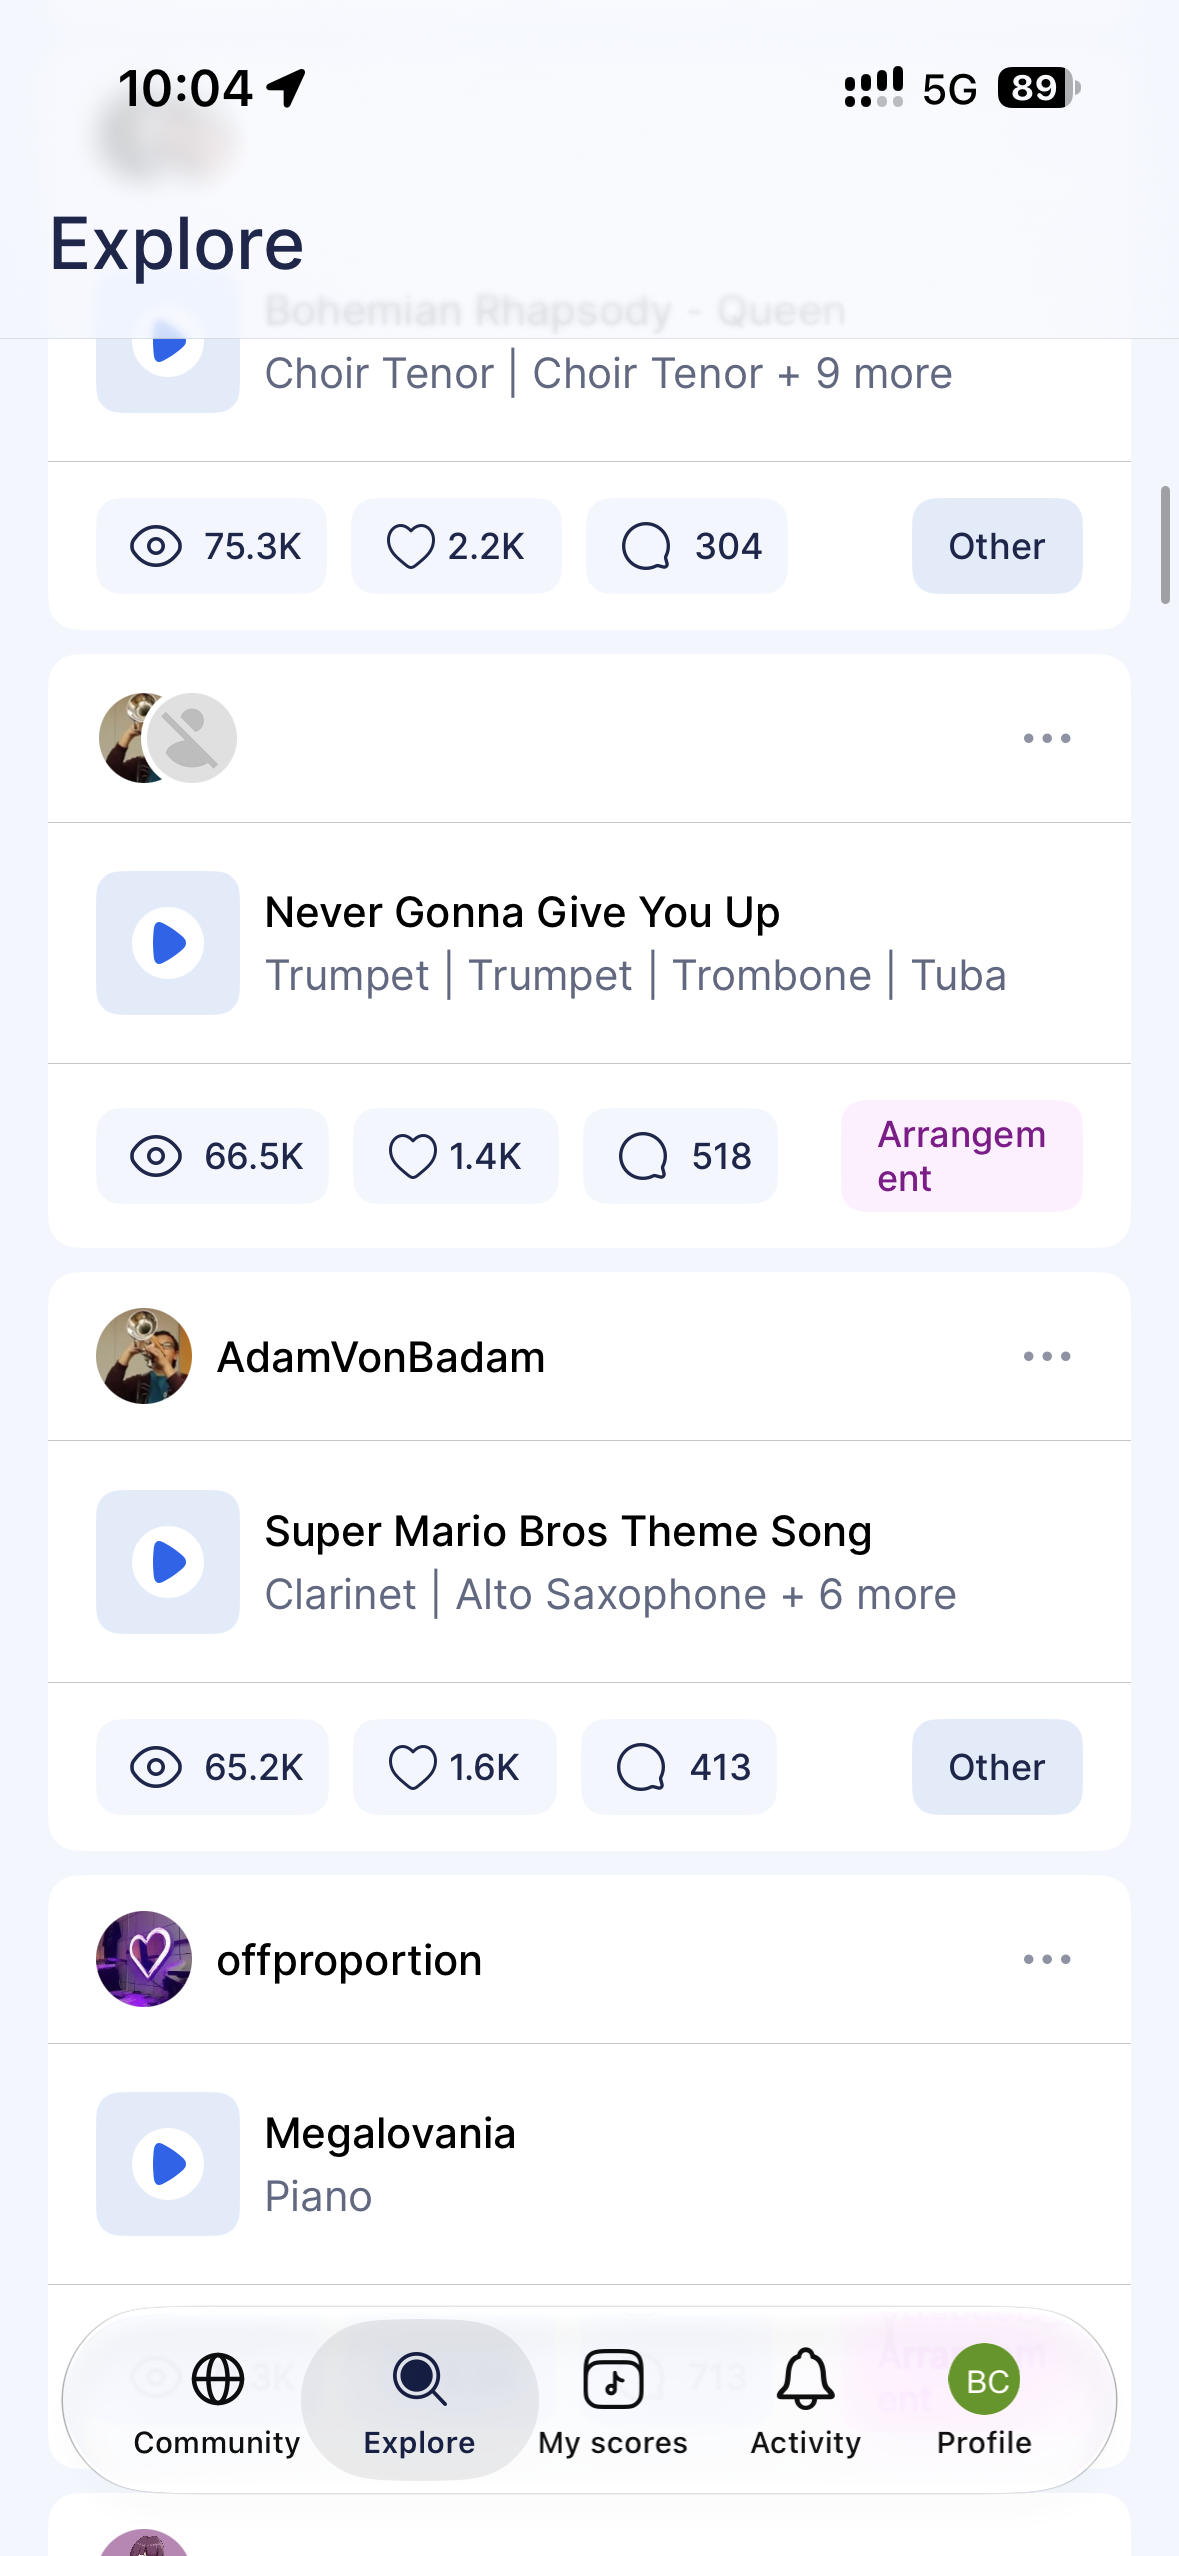 10:04 5G 89
Explore
Bohemian Rhapsody - Queen
Choir Tenor | Choir Tenor + 9 more
75.3K 2.2K 304 Other
Never Gonna Give You Up
Trumpet | Trumpet | Trombone | Tuba
66.5K 1.4K 518 Arrangem
ent
AdamVonBadam
Super Mario Bros Theme Song
Clarinet | Alto Saxophone + 6 more
65.2K 1.6K 413 Other
offproportion
Megalovania
Piano
713
BC
Community Explore My scores Activity Profile